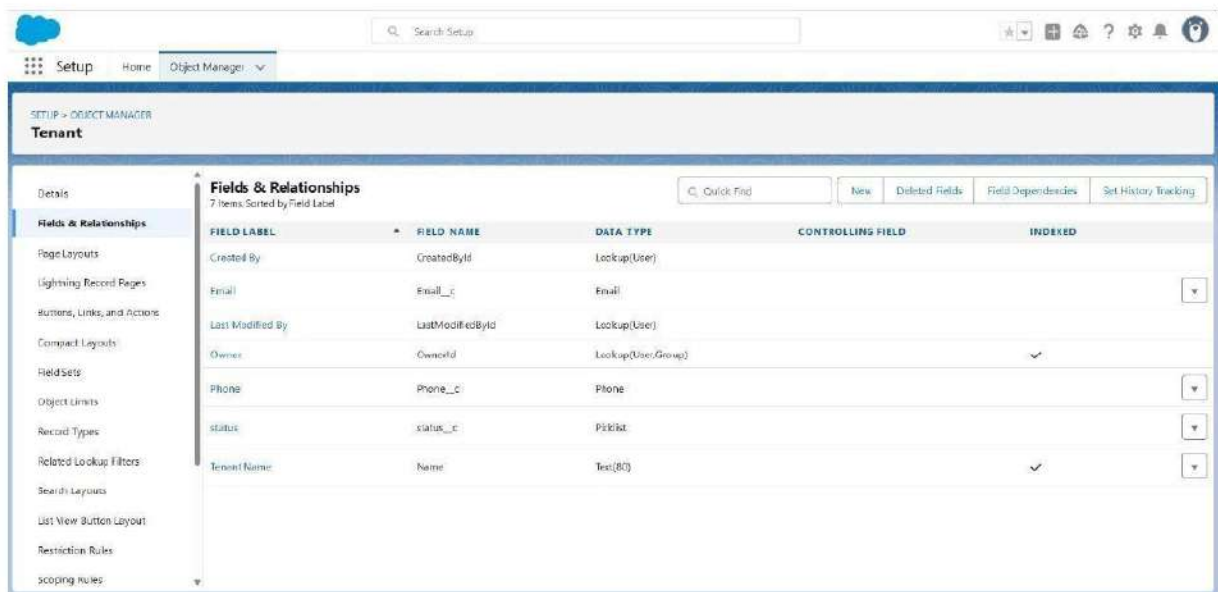 Search Setup
Setup Home Object Manager
SETUP > OBJECT MANAGER
Tenant
Details
Fields & Relationships
Page Layouts
Lightning Record Pages
Buttons, Links, and Actions
Compact Layouts
Field Sets
Object Limits
Record Types
Related Lookup Filters
Search Layouts
List View Button Layout
Restriction Rules
Scoping Rules
Fields & Relationships
7 Items, Sorted by Field Label
Quick Find
New Deleted Fields Field Dependencies Set History Tracking
FIELD LABEL FIELD NAME DATA TYPE CONTROLLING FIELD INDEXED
Created By CreatedById Lookup(User)
Email Email__c Email
Last Modified By LastModifiedById Lookup(User)
Owner OwnerId Lookup(User,Group)
Phone Phone__c Phone
status status__c Picklist
Tenant Name Name Text(80)